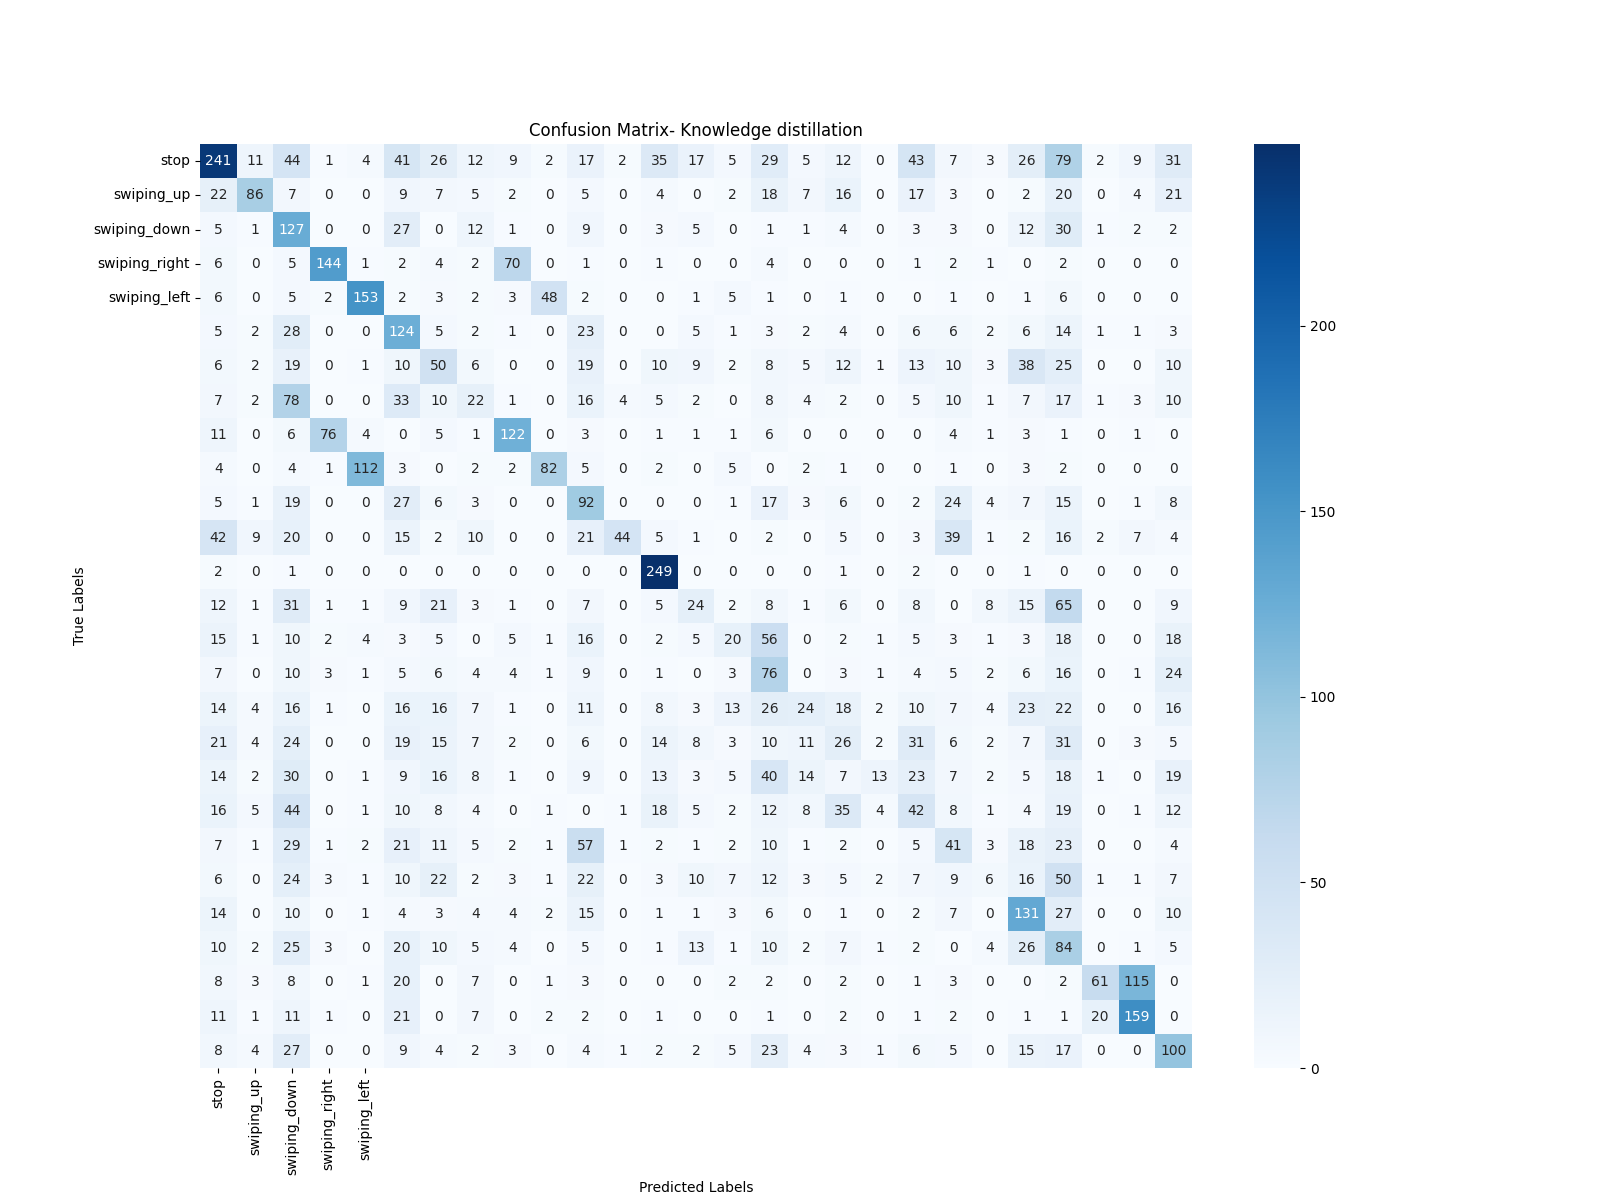 Confusion Matrix- Knowledge distillation
stop 241 11 44 1 4 41 26 12 9 2 17 2 35 17 5 29 5 12 0 43 7 3 26 79 2 9 31
swiping_up 22 86 7 0 0 9 7 5 2 0 5 0 4 0 2 18 7 16 0 17 3 0 2 20 0 4 21
swiping_down 5 1 127 0 0 27 0 12 1 0 9 0 3 5 0 1 1 4 0 3 3 0 12 30 1 2 2
swiping_right 6 0 5 144 1 2 4 2 70 0 1 0 1 0 0 4 0 0 0 1 2 1 0 2 0 0 0
swiping_left 6 0 5 2 153 2 3 2 3 48 2 0 0 1 5 1 0 1 0 0 1 0 1 6 0 0 0
5 2 28 0 0 124 5 2 1 0 23 0 0 5 1 3 2 4 0 6 6 2 6 14 1 1 3
6 2 19 0 1 10 50 6 0 0 19 0 10 9 2 8 5 12 1 13 10 3 38 25 0 0 10
7 2 78 0 0 33 10 22 1 0 16 4 5 2 0 8 4 2 0 5 10 1 7 17 1 3 10
11 0 6 76 4 0 5 1 122 0 3 0 1 1 1 6 0 0 0 0 4 1 3 1 0 1 0
4 0 4 1 112 3 0 2 2 82 5 0 2 0 5 0 2 1 0 0 1 0 3 2 0 0 0
5 1 19 0 0 27 6 3 0 0 92 0 0 0 1 17 3 6 0 2 24 4 7 15 0 1 8
42 9 20 0 0 15 2 10 0 0 21 44 5 1 0 2 0 5 0 3 39 1 2 16 2 7 4
2 0 1 0 0 0 0 0 0 0 0 0 249 0 0 0 0 1 0 2 0 0 1 0 0 0 0
12 1 31 1 1 9 21 3 1 0 7 0 5 24 2 8 1 6 0 8 0 8 15 65 0 0 9
15 1 10 2 4 3 5 0 5 1 16 0 2 5 20 56 0 2 1 5 3 1 3 18 0 0 18
7 0 10 3 1 5 6 4 4 1 9 0 1 0 3 76 0 3 1 4 5 2 6 16 0 1 24
14 4 16 1 0 16 16 7 1 0 11 0 8 3 13 26 24 18 2 10 7 4 23 22 0 0 16
21 4 24 0 0 19 15 7 2 0 6 0 14 8 3 10 11 26 2 31 6 2 7 31 0 3 5
14 2 30 0 1 9 16 8 1 0 9 0 13 3 5 40 14 7 13 23 7 2 5 18 1 0 19
16 5 44 0 1 10 8 4 0 1 0 1 18 5 2 12 8 35 4 42 8 1 4 19 0 1 12
7 1 29 1 2 21 11 5 2 1 57 1 2 1 2 10 1 2 0 5 41 3 18 23 0 0 4
6 0 24 3 1 10 22 2 3 1 22 0 3 10 7 12 3 5 2 7 9 6 16 50 1 1 7
14 0 10 0 1 4 3 4 4 2 15 0 1 1 3 6 0 1 0 2 7 0 131 27 0 0 10
10 2 25 3 0 20 10 5 4 0 5 0 1 13 1 10 2 7 1 2 0 4 26 84 0 1 5
8 3 8 0 1 20 0 7 0 1 3 0 0 0 2 2 0 2 0 1 3 0 0 2 61 115 0
11 1 11 1 0 21 0 7 0 2 2 0 1 0 0 1 0 2 0 1 2 0 1 1 20 159 0
8 4 27 0 0 9 4 2 3 0 4 1 2 2 5 23 4 3 1 6 5 0 15 17 0 0 100
True Labels
stop
swiping_up
swiping_down
swiping_right
swiping_left
Predicted Labels
200
150
100
50
0